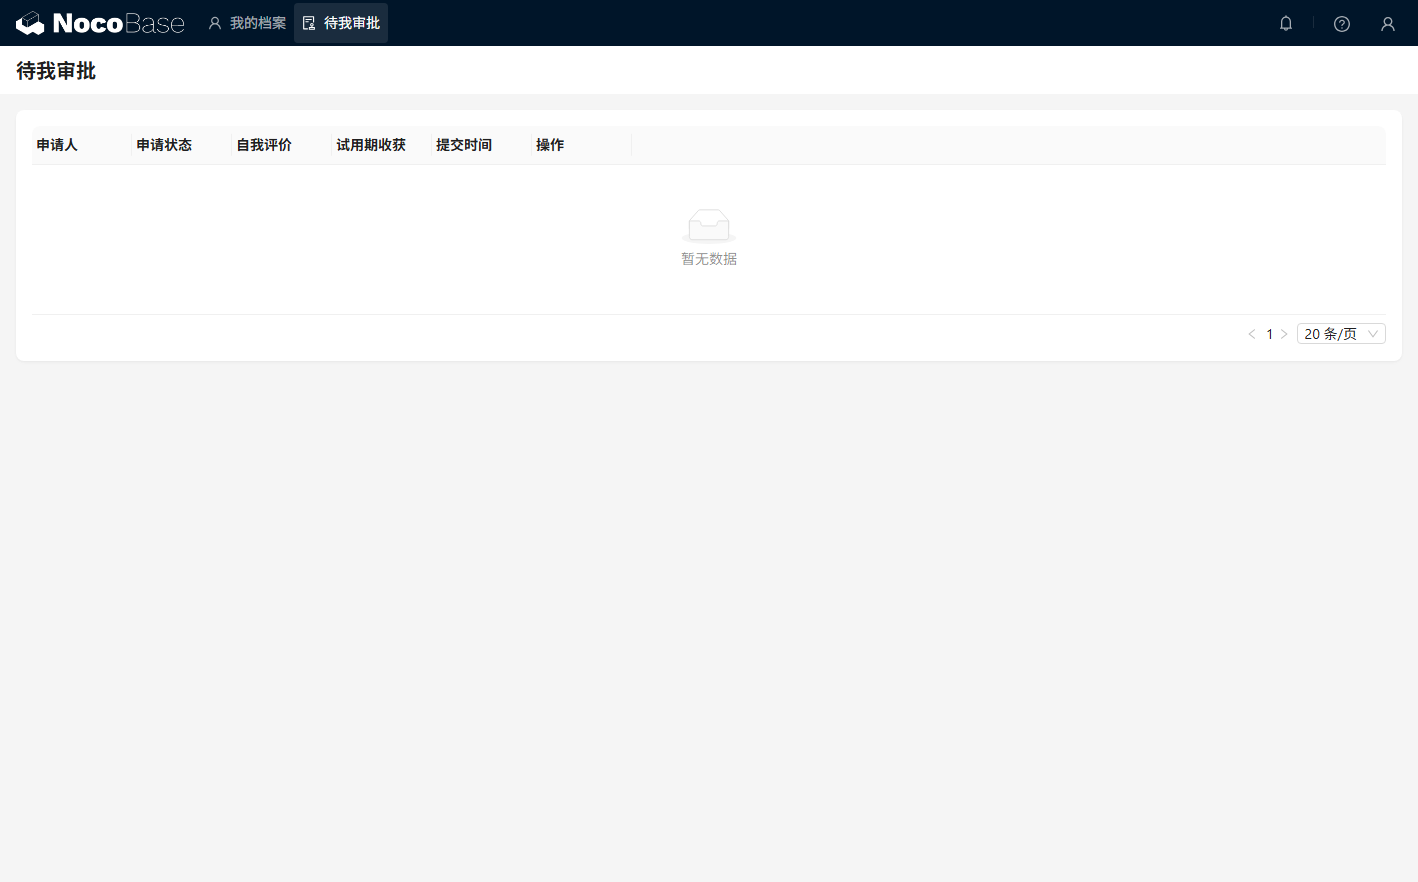 NocoBase 我的档案 待我审批
待我审批
申请人 申请状态 自我评价 试用期收获 提交时间 操作
暂无数据
1 20 条/页